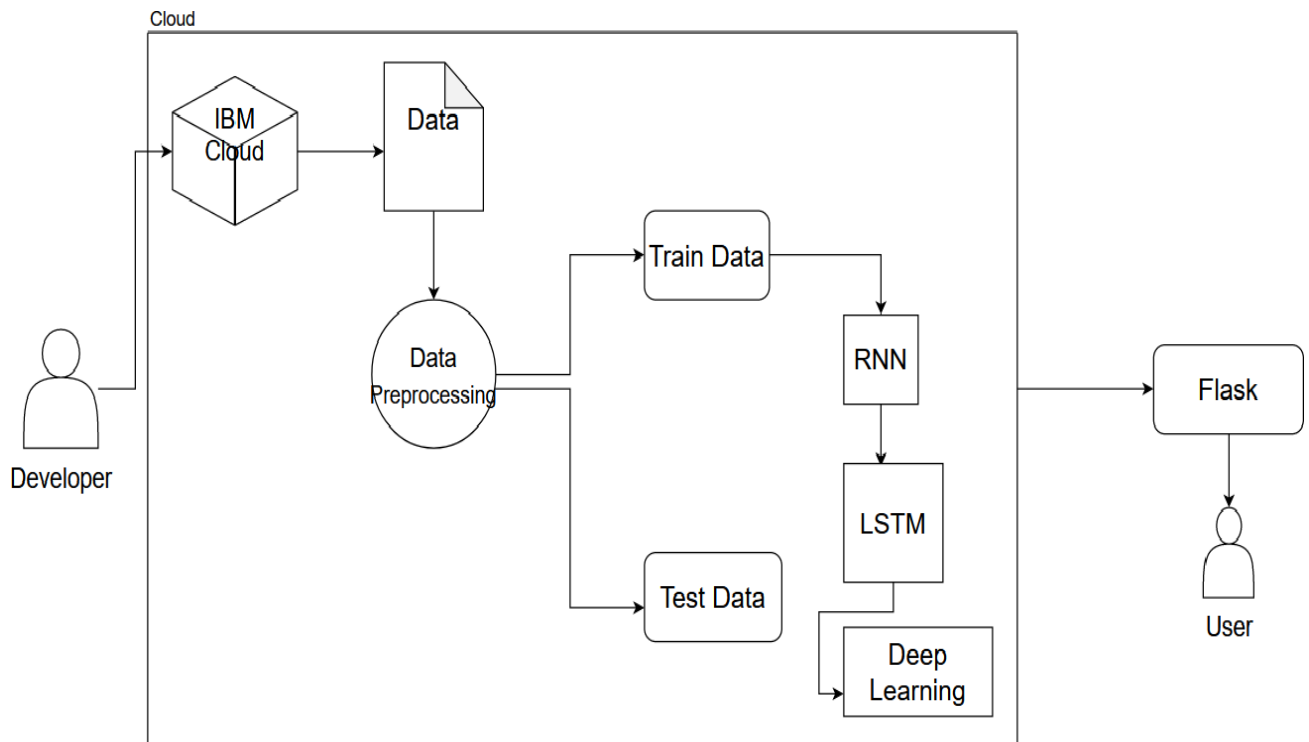 Cloud
IBM
Cloud
Data
Train Data
Data
Preprocessing
RNN
Flask
Developer
LSTM
Test Data
User
Deep
Learning